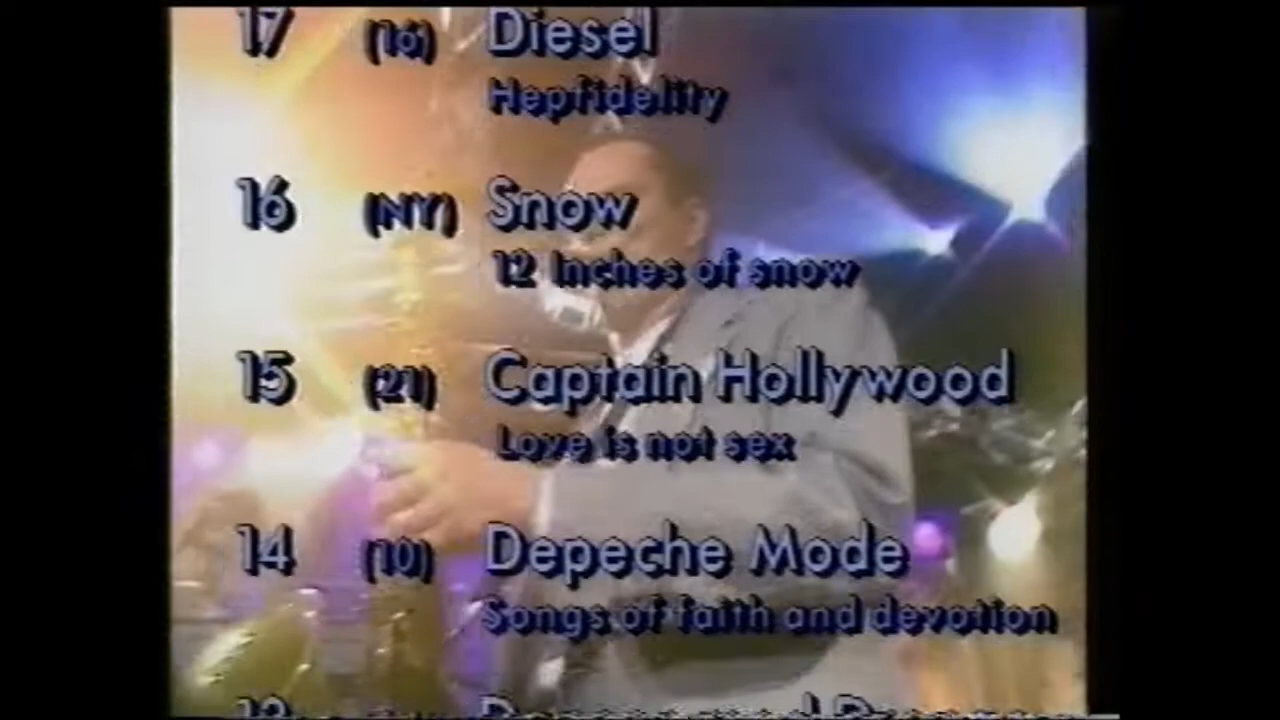 17 (16) Diesel
Hepfidelity
16 (NY) Snow
12 Inches of snow
15 (21) Captain Hollywood
Love is not sex
14 (10) Depeche Mode
Songs of faith and devotion